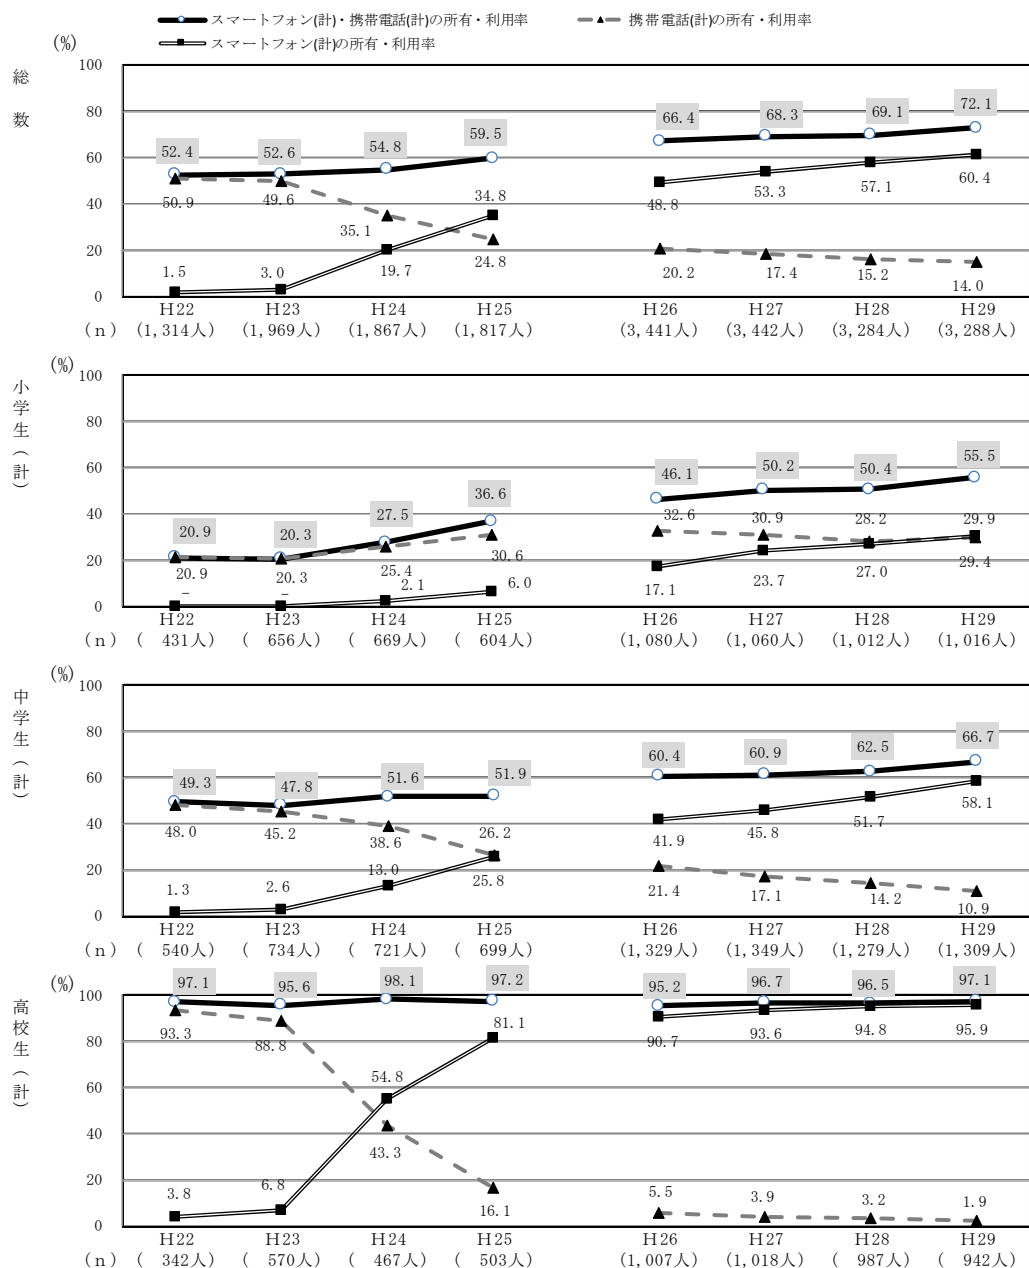 スマートフォン(計)・携帯電話(計)の所有・利用率 携帯電話(計)の所有・利用率
スマートフォン(計)の所有・利用率
総数
(%)
100
80
60
40
20
0
52.4 52.6 54.8 59.5 66.4 68.3 69.1 72.1
50.9 49.6 35.1 24.8 20.2 17.4 15.2 14.0
1.5 3.0 19.7 34.8 48.8 53.3 57.1 60.4
H22 H23 H24 H25 H26 H27 H28 H29
(n) (1,314人) (1,969人) (1,867人) (1,817人) (3,441人) (3,442人) (3,284人) (3,288人)
小学生(計)
(%)
100
80
60
40
20
0
20.9 20.3 27.5 36.6 46.1 50.2 50.4 55.5
20.9 20.3 25.4 30.6 32.6 30.9 28.2 29.9
– – 2.1 6.0 17.1 23.7 27.0 29.4
H22 H23 H24 H25 H26 H27 H28 H29
(n) ( 431人) ( 656人) ( 669人) ( 604人) (1,080人) (1,060人) (1,012人) (1,016人)
中学生(計)
(%)
100
80
60
40
20
0
49.3 47.8 51.6 51.9 60.4 60.9 62.5 66.7
48.0 45.2 38.6 26.2 21.4 17.1 14.2 10.9
1.3 2.6 13.0 25.8 41.9 45.8 51.7 58.1
H22 H23 H24 H25 H26 H27 H28 H29
(n) ( 540人) ( 734人) ( 721人) ( 699人) (1,329人) (1,349人) (1,279人) (1,309人)
高校生(計)
(%)
100
80
60
40
20
0
97.1 95.6 98.1 97.2 95.2 96.7 96.5 97.1
93.3 88.8 43.3 16.1 5.5 3.9 3.2 1.9
3.8 6.8 54.8 81.1 90.7 93.6 94.8 95.9
H22 H23 H24 H25 H26 H27 H28 H29
(n) ( 342人) ( 570人) ( 467人) ( 503人) (1,007人) (1,018人) ( 987人) ( 942人)